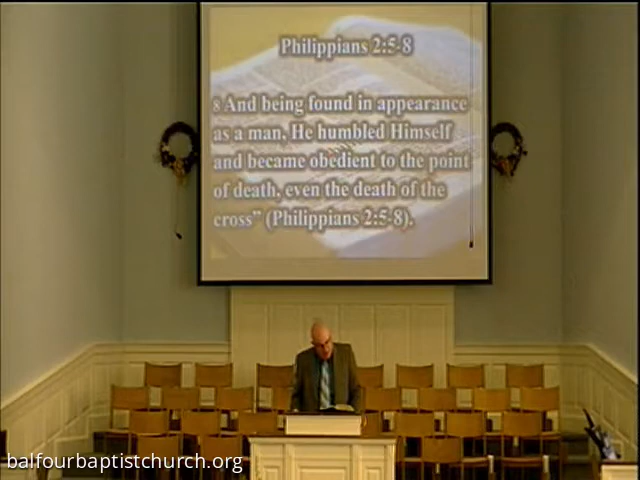 Philippians 2:5-8
8 And being found in appearance
as a man, He humbled Himself
and became obedient to the point
of death, even the death of the
cross” (Philippians 2:5-8).
balfourbaptistchurch.org